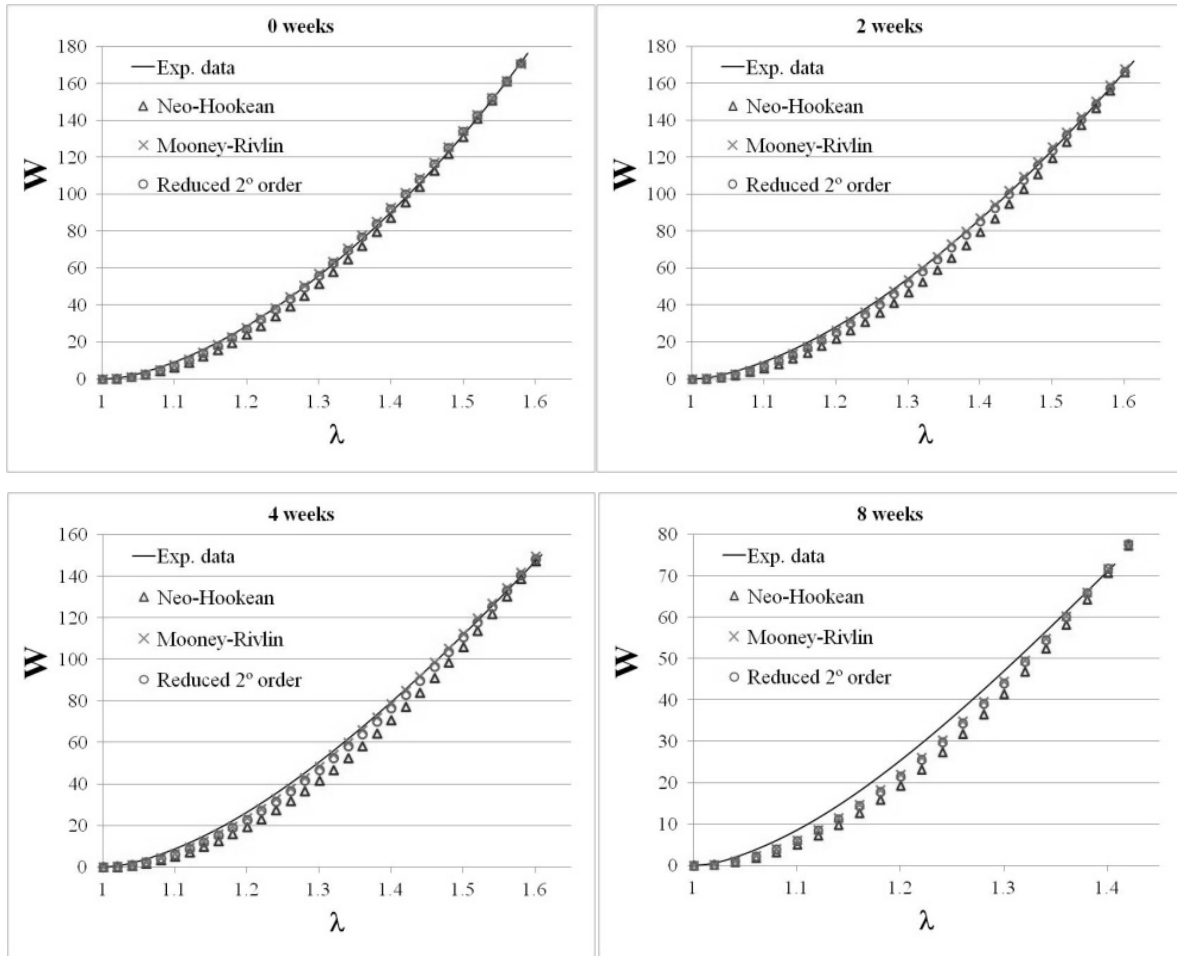 0 weeks
180
160
140
120
100
80
60
40
20
0
W
Exp. data
Neo-Hookean
Mooney-Rivlin
Reduced 2º order
1 1.1 1.2 1.3 1.4 1.5 1.6
λ
2 weeks
180
160
140
120
100
80
60
40
20
0
W
Exp. data
Neo-Hookean
Mooney-Rivlin
Reduced 2º order
1 1.1 1.2 1.3 1.4 1.5 1.6
λ
4 weeks
160
140
120
100
80
60
40
20
0
W
Exp. data
Neo-Hookean
Mooney-Rivlin
Reduced 2º order
1 1.1 1.2 1.3 1.4 1.5 1.6
λ
8 weeks
80
70
60
50
40
30
20
10
0
W
Exp. data
Neo-Hookean
Mooney-Rivlin
Reduced 2º order
1 1.1 1.2 1.3 1.4
λ